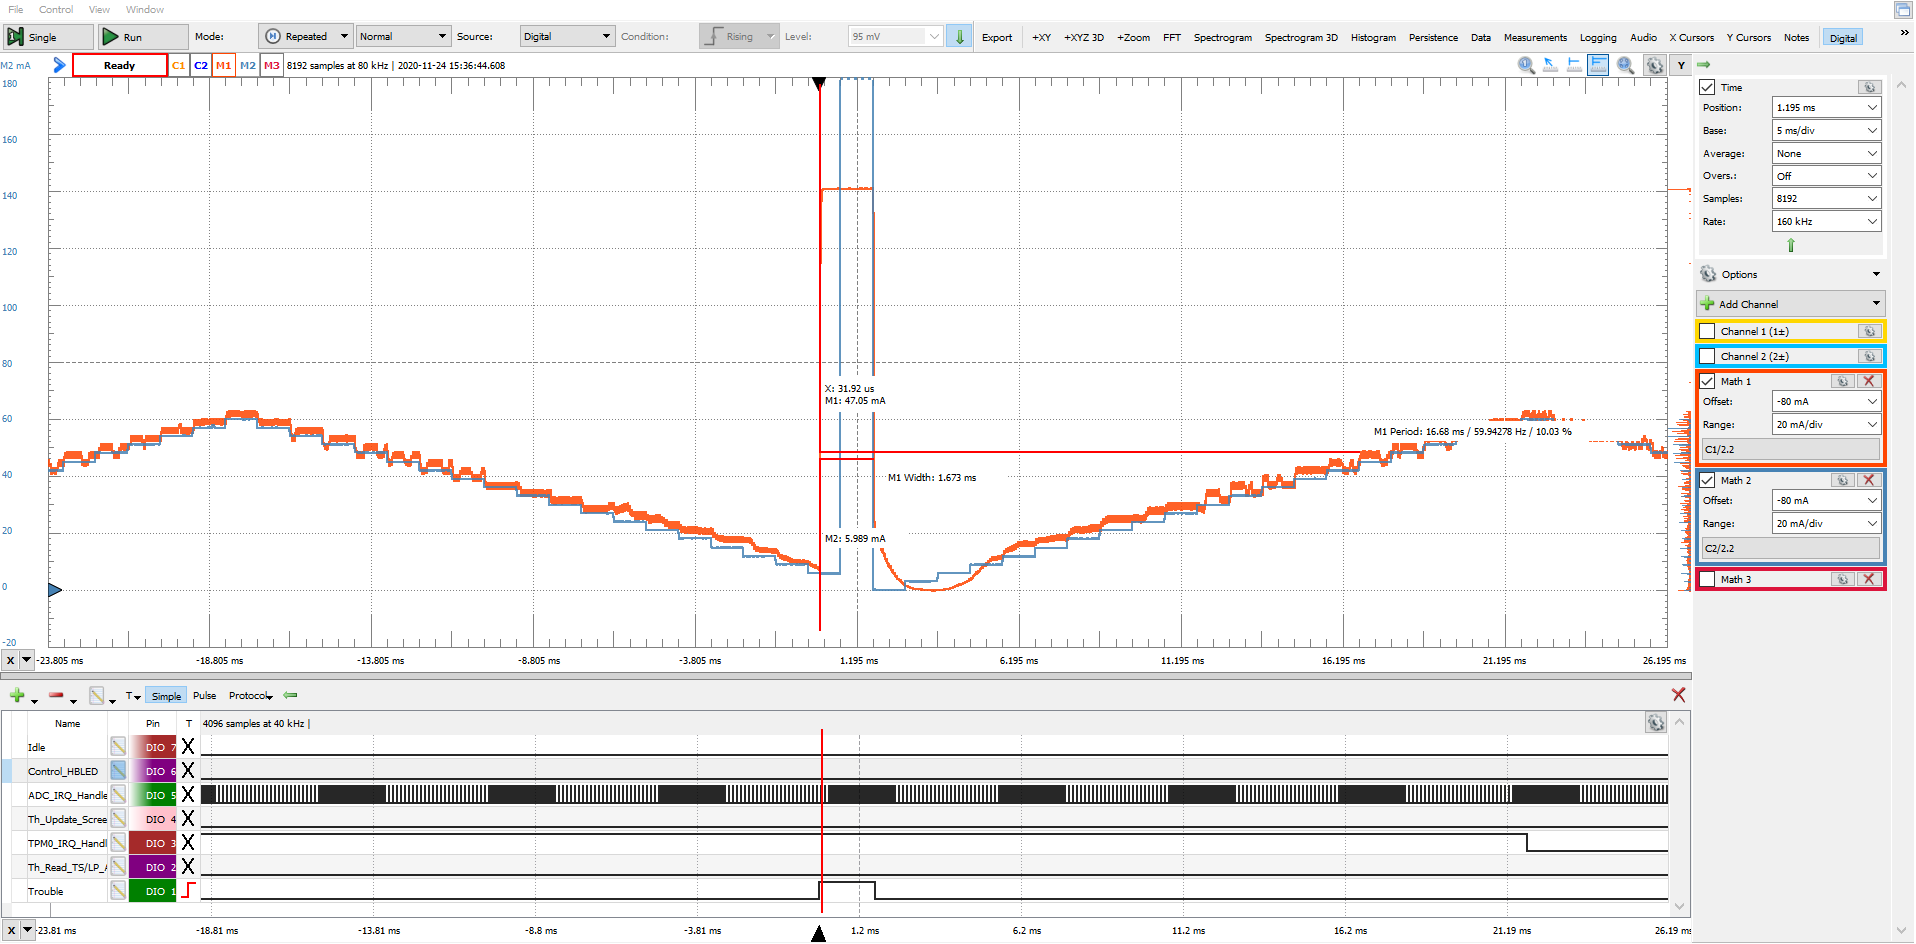 File Control View Window
Single Run Mode: Repeated Normal Source: Digital Condition: Rising Level: 95 mV Export +XY +XYZ 3D +Zoom FFT Spectrogram Spectrogram 3D Histogram Persistence Data Measurements Logging Audio X Cursors Y Cursors Notes Digital »
M2 mA Ready C1 C2 M1 M2 M3 8192 samples at 80 kHz | 2020-11-24 15:36:44.608 Y
180
160
140
120
100
80
60
40
20
0
-20
X: 31.92 us
M1: 47.05 mA
M1 Period: 16.68 ms / 59.94278 Hz / 10.03 %
M1 Width: 1.673 ms
M2: 5.989 mA
X -23.805 ms -18.805 ms -13.805 ms -8.805 ms -3.805 ms 1.195 ms 6.195 ms 11.195 ms 16.195 ms 21.195 ms 26.195 ms
Time
Position: 1.195 ms
Base: 5 ms/div
Average: None
Overs.: Off
Samples: 8192
Rate: 160 kHz
Options
Add Channel
Channel 1 (1±)
Channel 2 (2±)
Math 1
Offset: -80 mA
Range: 20 mA/div
C1/2.2
Math 2
Offset: -80 mA
Range: 20 mA/div
C2/2.2
Math 3
T Simple Pulse Protocol
Name Pin T 4096 samples at 40 kHz |
Idle DIO 7 X
Control_HBLED DIO 6 X
ADC_IRQ_Handle DIO 5 X
Th_Update_Scree DIO 4 X
TPM0_IRQ_Handl DIO 3 X
Th_Read_TS/LP_A DIO 2 X
Trouble DIO 1
X -23.81 ms -18.81 ms -13.81 ms -8.8 ms -3.81 ms 1.2 ms 6.2 ms 11.2 ms 16.2 ms 21.19 ms 26.19 ms